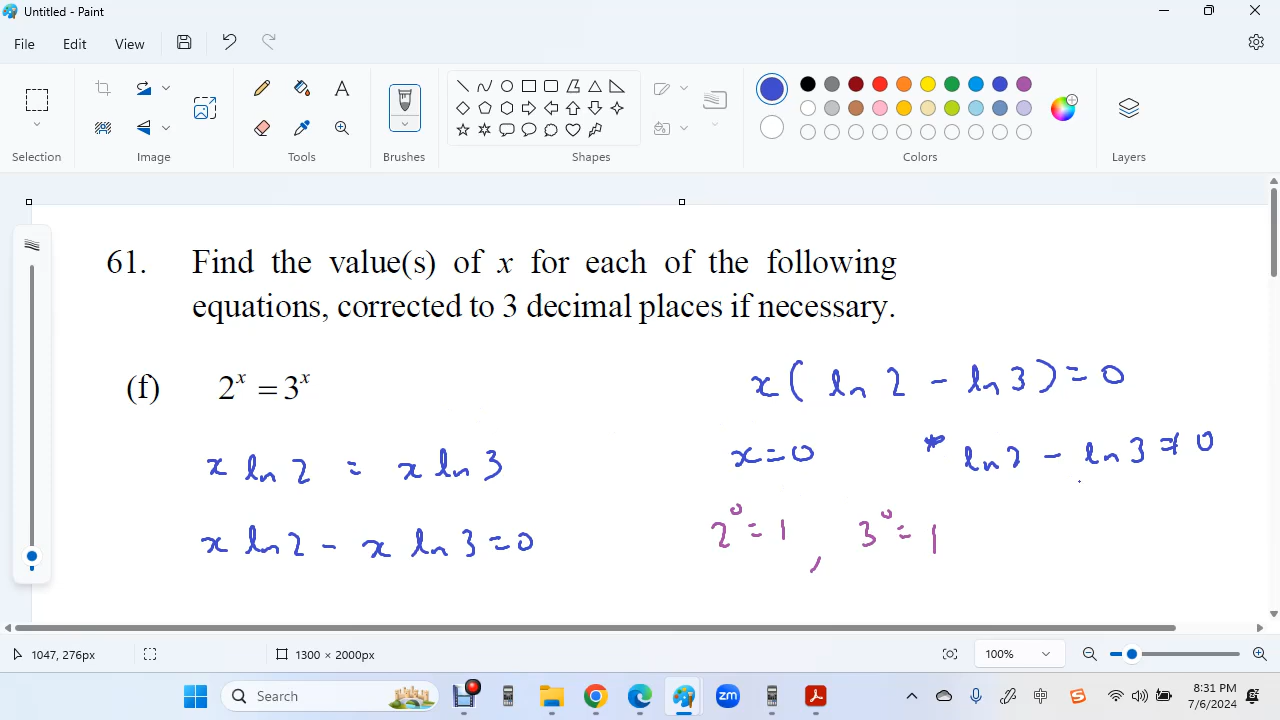 Untitled - Paint
File Edit View
Selection Image Tools Brushes Shapes Colors Layers
61. Find the value(s) of x for each of the following
equations, corrected to 3 decimal places if necessary.
(f) 2^x = 3^x
x ln 2 = x ln 3
x ln 2 - x ln 3 = 0
x(ln 2 - ln 3) = 0
x = 0 * ln 2 - ln 3 ≠ 0
2^0 = 1 , 3^0 = 1
1047, 276px 1300 × 2000px 100%
Search zm 中 S 8:31 PM
7/6/2024